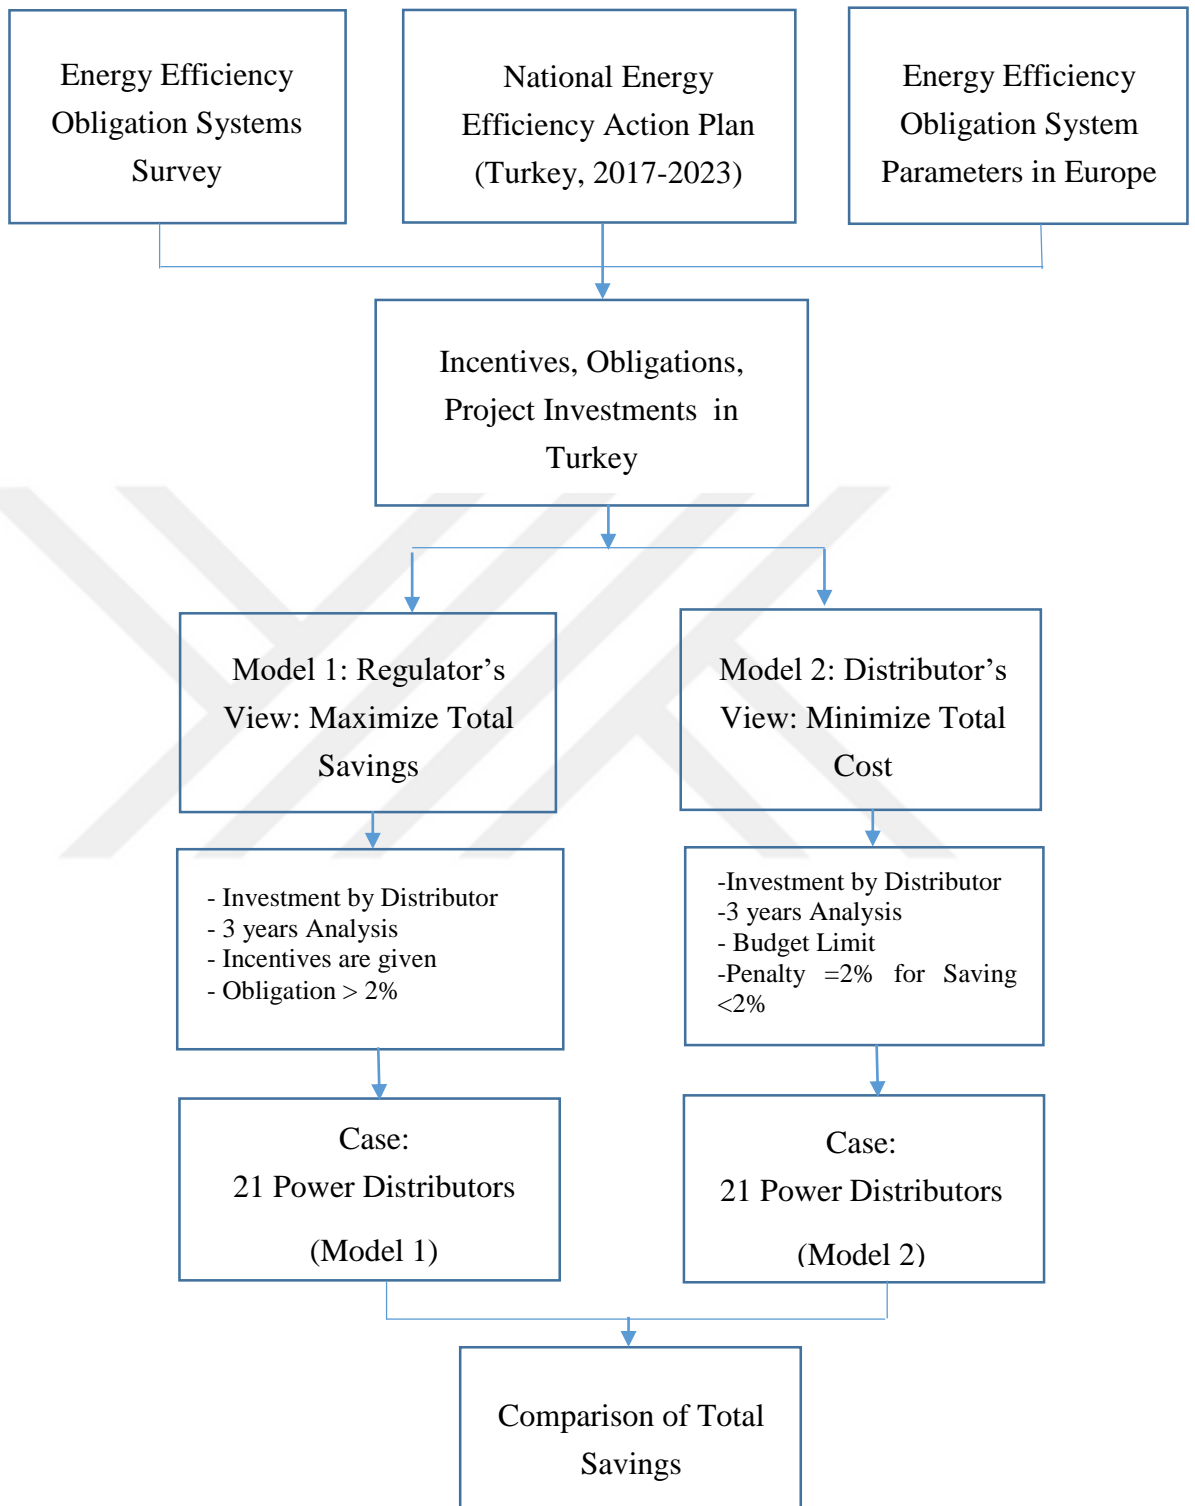 Energy Efficiency
Obligation Systems
Survey
National Energy
Efficiency Action Plan
(Turkey, 2017-2023)
Energy Efficiency
Obligation System
Parameters in Europe
Incentives, Obligations,
Project Investments in
Turkey
Model 1: Regulator’s
View: Maximize Total
Savings
Model 2: Distributor’s
View: Minimize Total
Cost
- Investment by Distributor
- 3 years Analysis
- Incentives are given
- Obligation > 2%
-Investment by Distributor
-3 years Analysis
- Budget Limit
-Penalty =2% for Saving
<2%
Case:
21 Power Distributors
(Model 1)
Case:
21 Power Distributors
(Model 2)
Comparison of Total
Savings